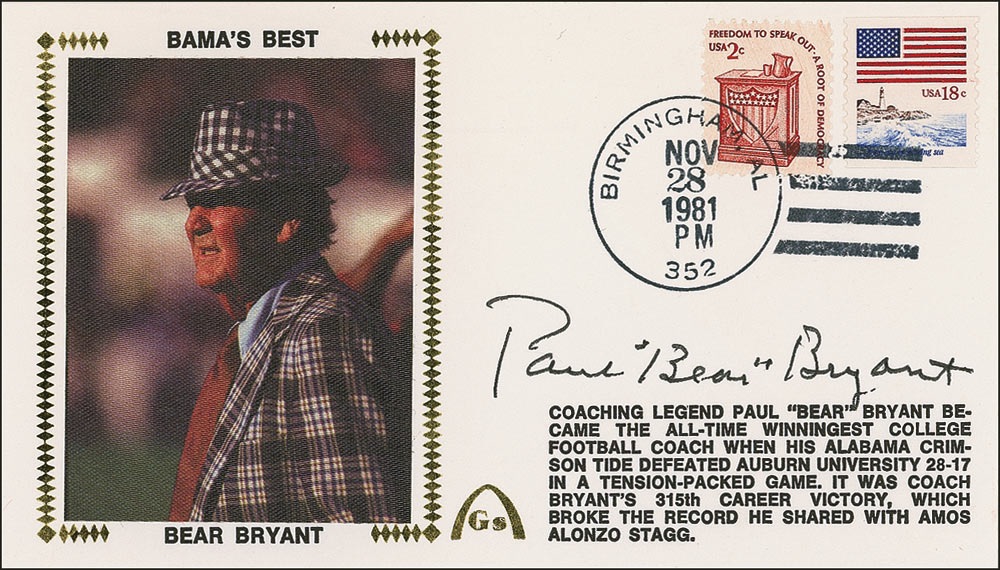 BAMA'S BEST
FREEDOM TO SPEAK OUT-A ROOT OF DEMOCRACY
USA 2c
USA 18c
BIRMINGHAM, AL
NOV
28
1981
PM
352
Paul "Bear" Bryant
COACHING LEGEND PAUL "BEAR" BRYANT BE-
CAME THE ALL-TIME WINNINGEST COLLEGE
FOOTBALL COACH WHEN HIS ALABAMA CRIM-
SON TIDE DEFEATED AUBURN UNIVERSITY 28-17
IN A TENSION-PACKED GAME. IT WAS COACH
BRYANT'S 315th CAREER VICTORY, WHICH
BROKE THE RECORD HE SHARED WITH AMOS
ALONZO STAGG.
Gs
BEAR BRYANT